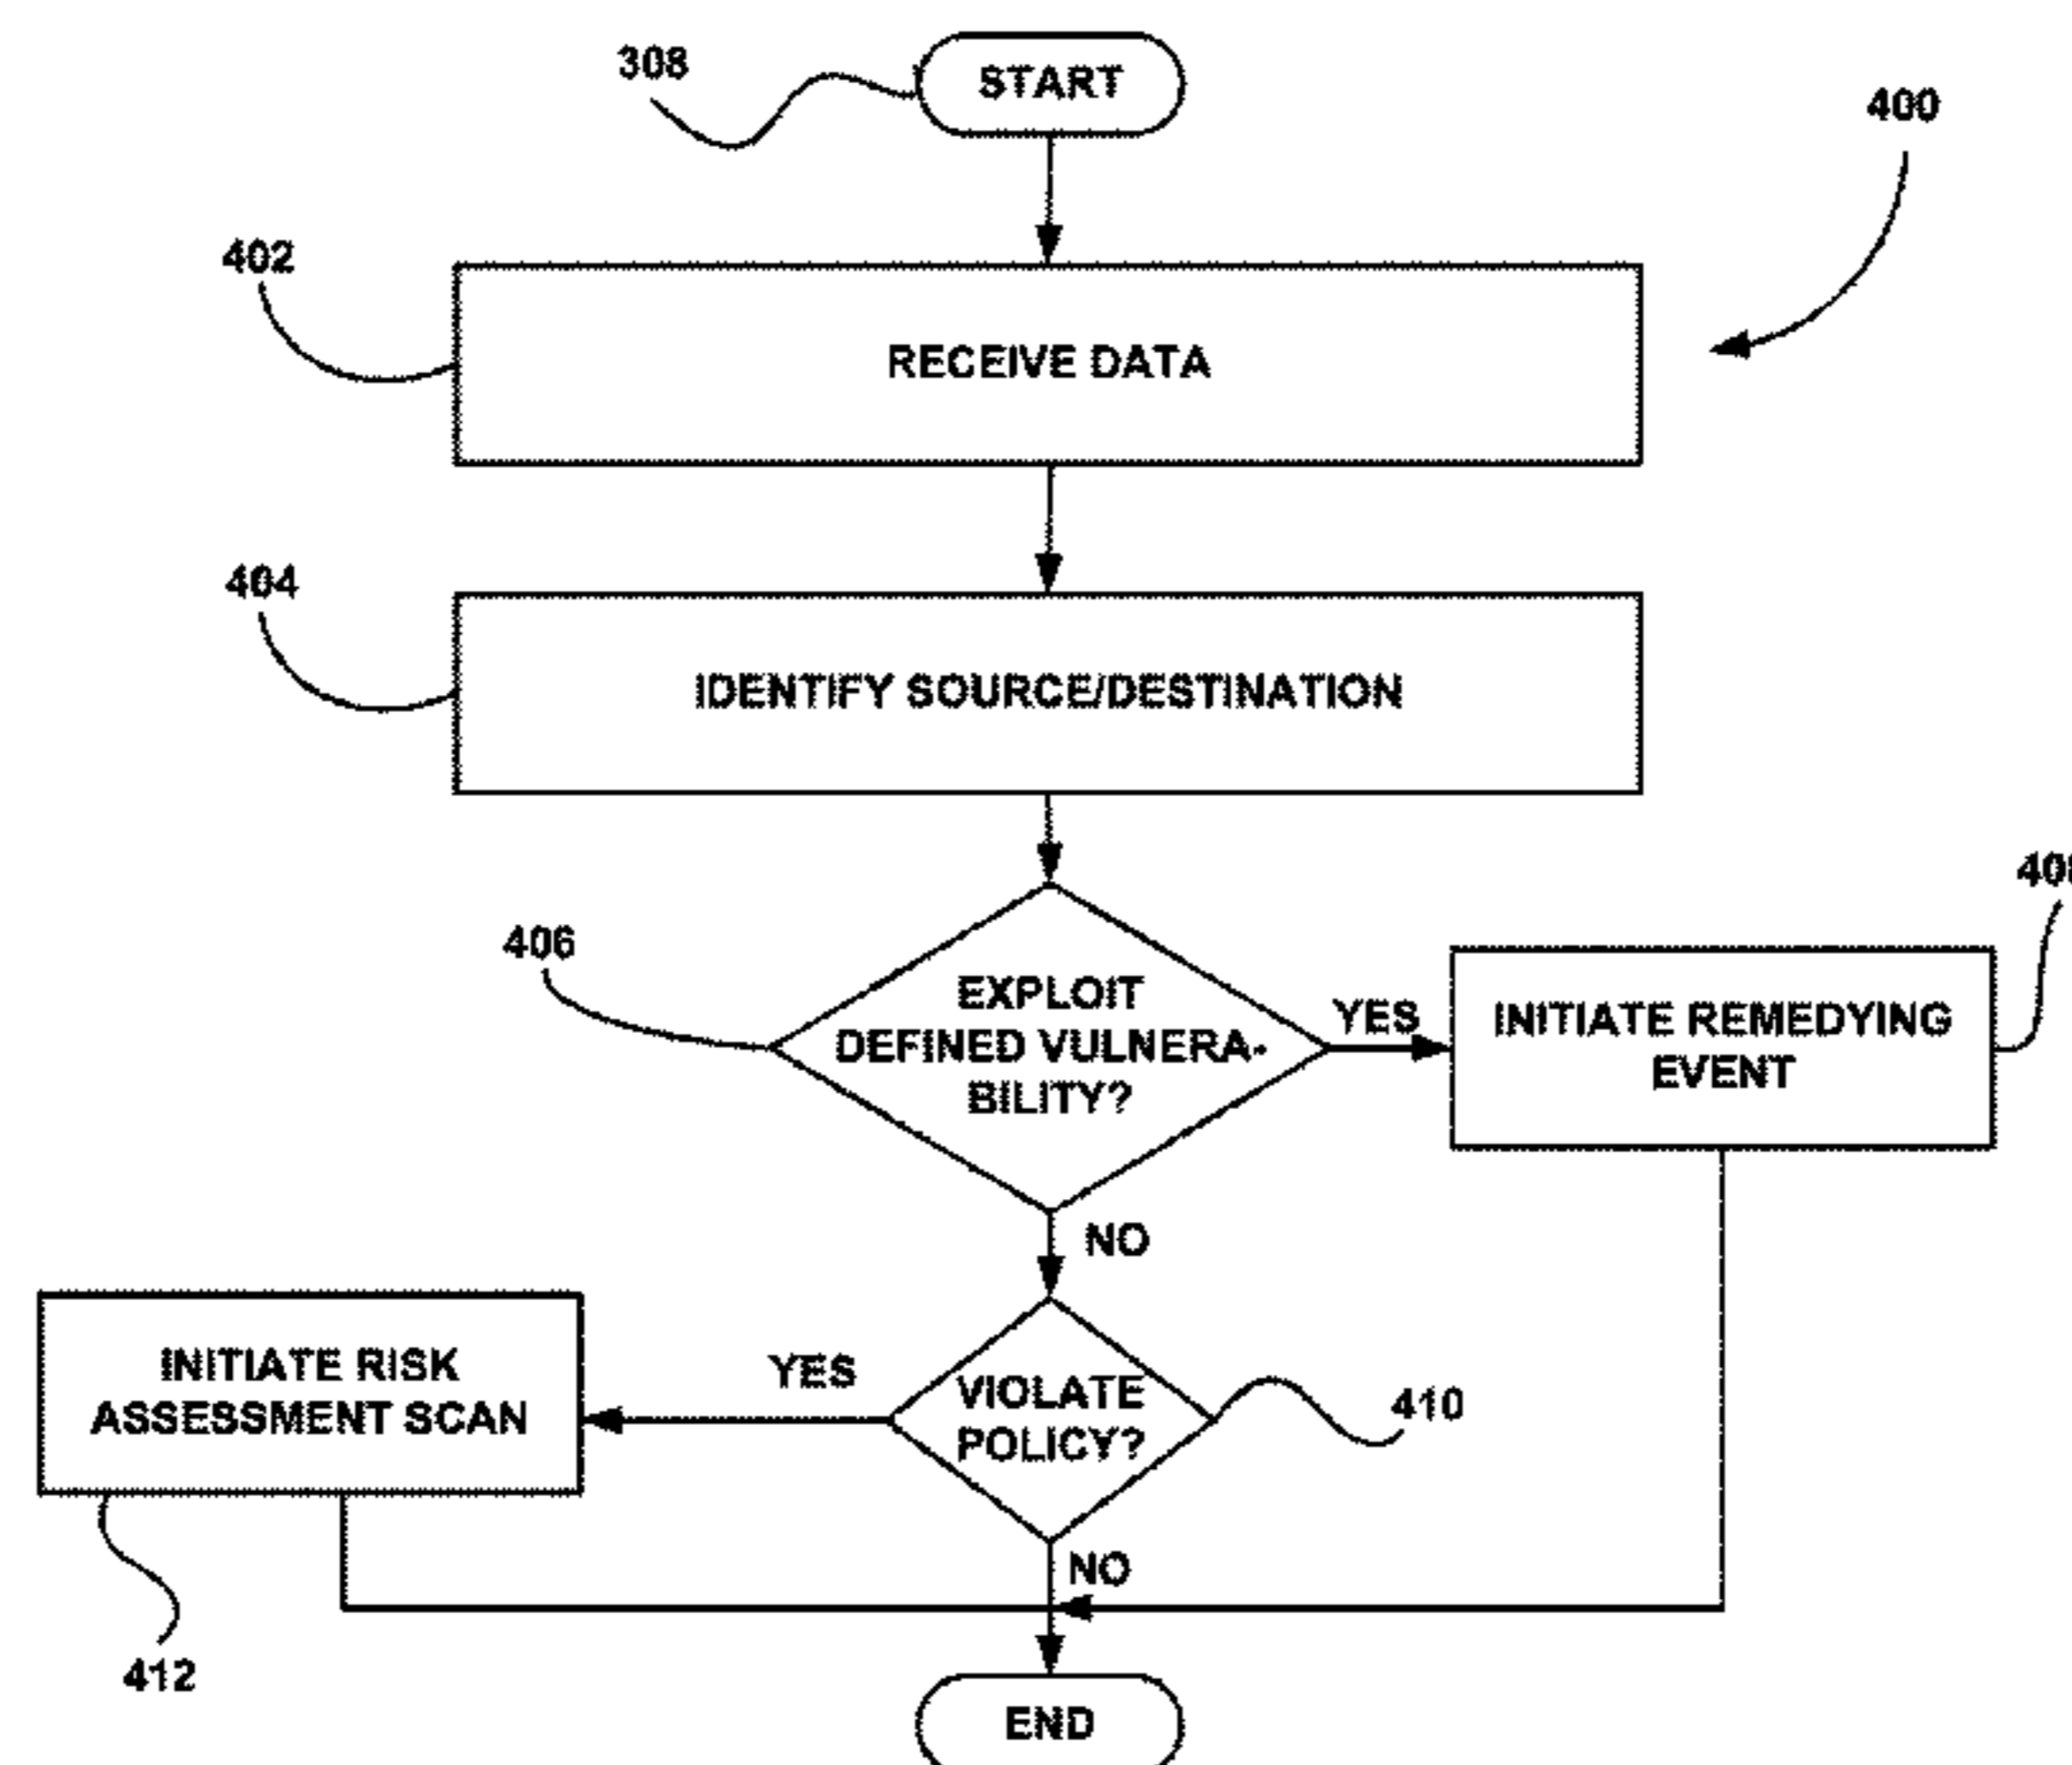 308
START
400
402
RECEIVE DATA
404
IDENTIFY SOURCE/DESTINATION
406
EXPLOIT
DEFINED VULNERA-
BILITY?
YES
INITIATE REMEDYING
EVENT
NO
INITIATE RISK
ASSESSMENT SCAN
YES
VIOLATE
POLICY?
410
NO
412
END